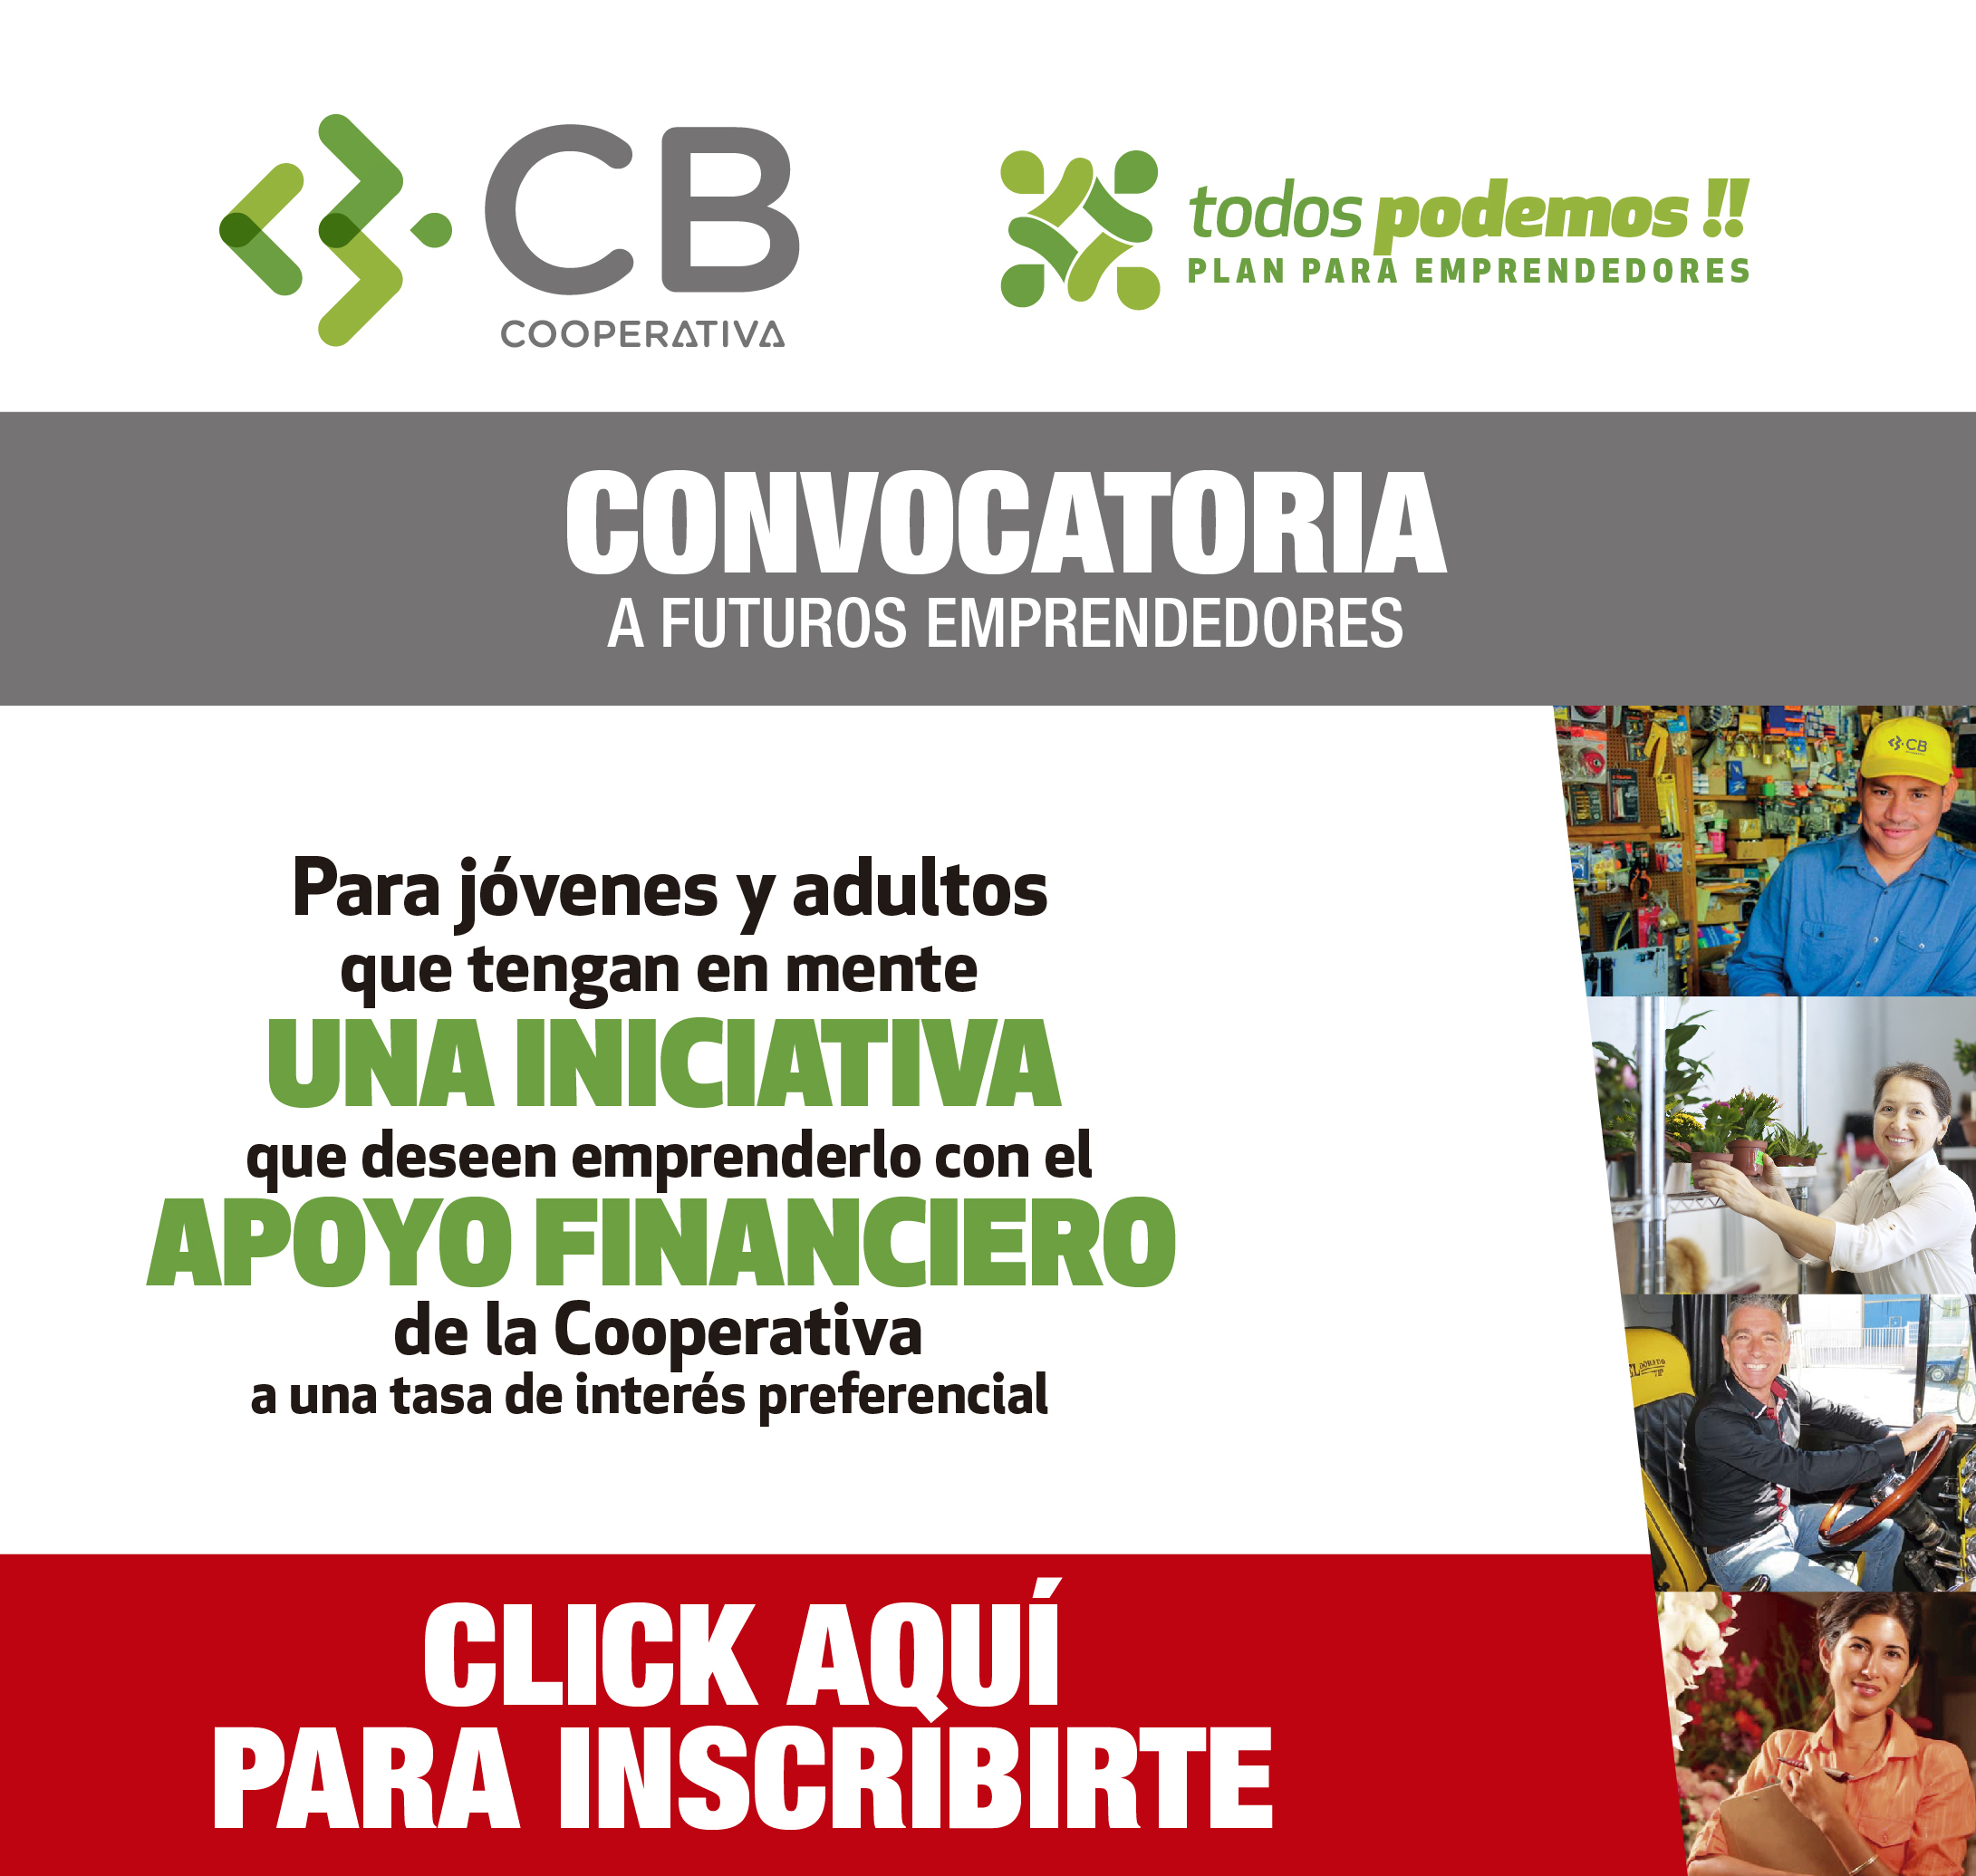 CB
COOPERATIVA
todos podemos !!
PLAN PARA EMPRENDEDORES
CONVOCATORIA
A FUTUROS EMPRENDEDORES
CB
Para jóvenes y adultos
que tengan en mente
UNA INICIATIVA
que deseen emprenderlo con el
APOYO FINANCIERO
de la Cooperativa
a una tasa de interés preferencial
CLICK AQUÍ
PARA INSCRIBIRTE